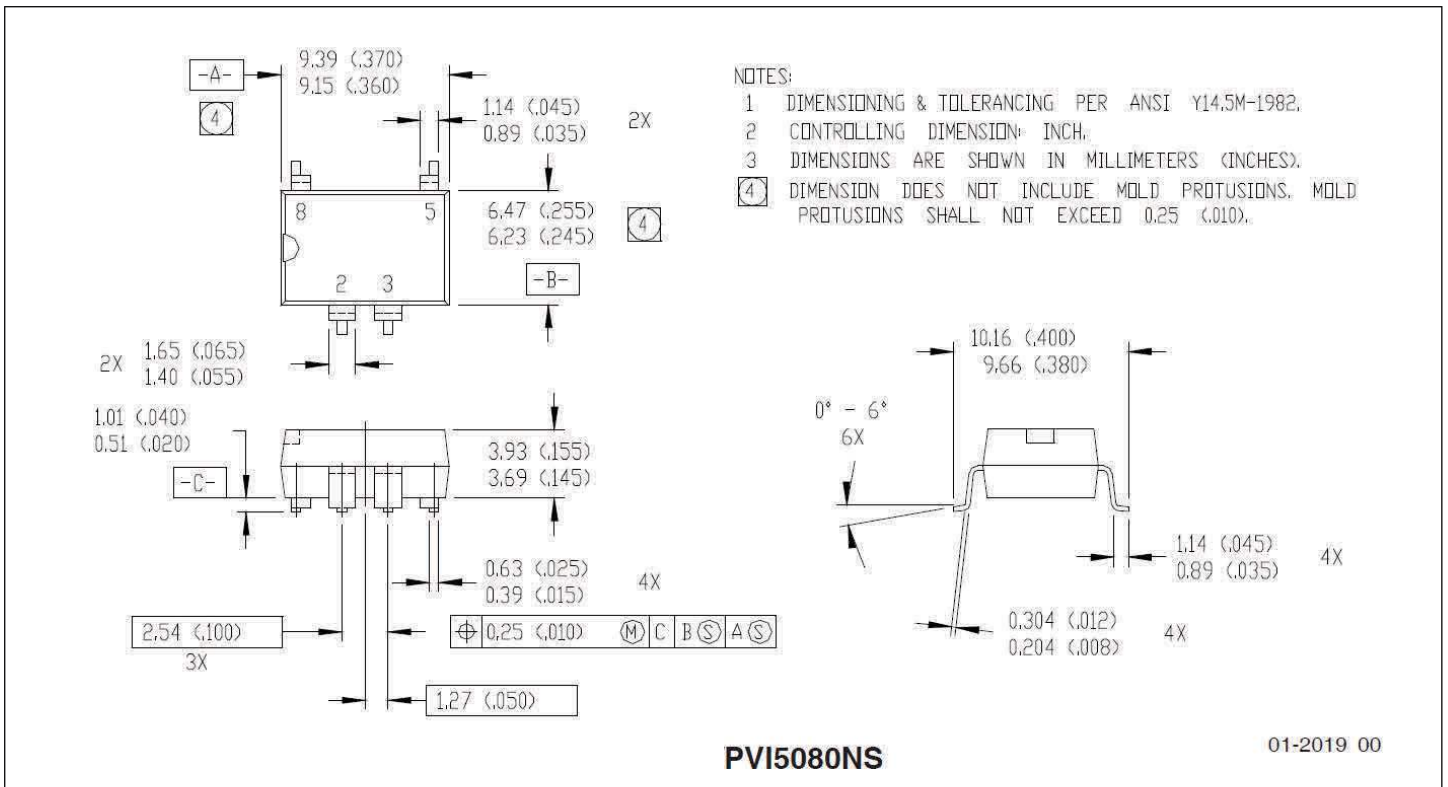 -A-
9.39 (.370)
9.15 (.360)
4
1.14 (.045)
0.89 (.035)
2X
8
5
6.47 (.255)
6.23 (.245)
4
2
3
-B-
2X
1.65 (.065)
1.40 (.055)
1.01 (.040)
0.51 (.020)
-C-
3.93 (.155)
3.69 (.145)
0.63 (.025)
0.39 (.015)
4X
2.54 (.100)
3X
⌖ 0.25 (.010) Ⓜ C B Ⓢ A Ⓢ
1.27 (.050)
NOTES:
1 DIMENSIONING & TOLERANCING PER ANSI Y14.5M-1982.
2 CONTROLLING DIMENSION: INCH.
3 DIMENSIONS ARE SHOWN IN MILLIMETERS (INCHES).
4 DIMENSION DOES NOT INCLUDE MOLD PROTUSIONS. MOLD
PROTUSIONS SHALL NOT EXCEED 0.25 (.010).
10.16 (.400)
9.66 (.380)
0° - 6°
6X
1.14 (.045)
0.89 (.035)
4X
0.304 (.012)
0.204 (.008)
4X
PVI5080NS
01-2019 00